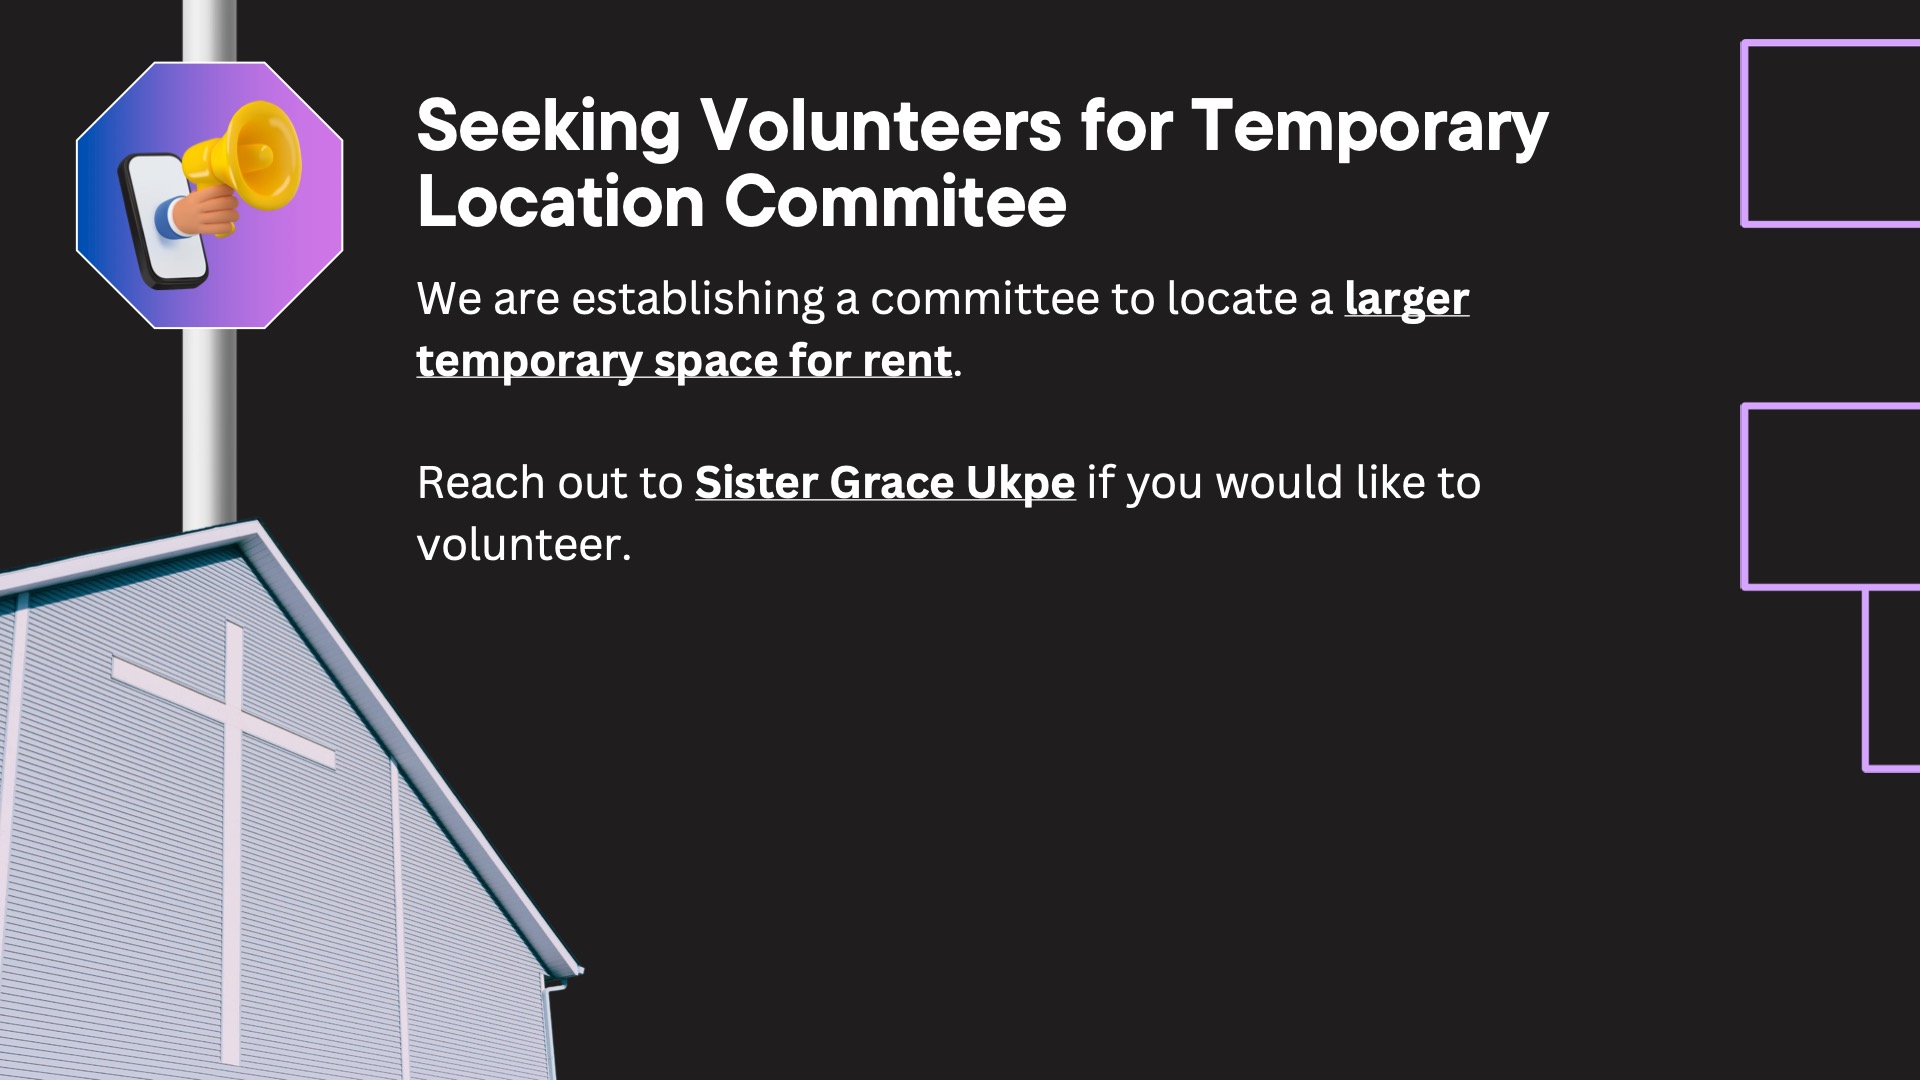 Seeking Volunteers for Temporary
Location Commitee
We are establishing a committee to locate a larger
temporary space for rent.
Reach out to Sister Grace Ukpe if you would like to
volunteer.